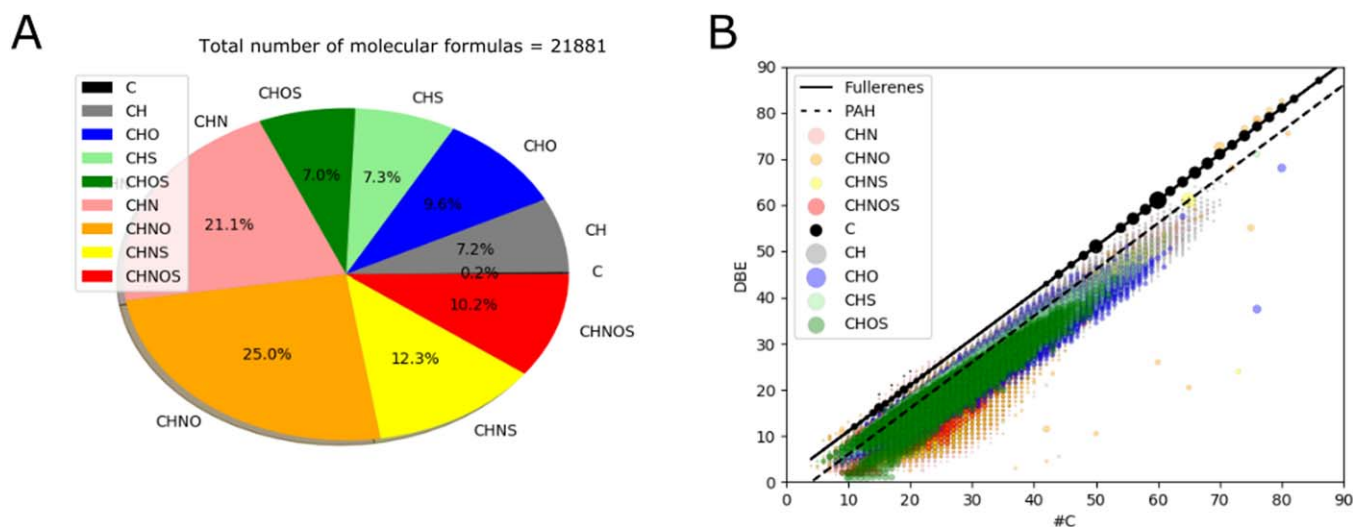 A
Total number of molecular formulas = 21881
C
CH
CHO
CHS
CHOS
CHN
CHNO
CHNS
CHNOS
CHOS
CHS
CHN
CHO
CH
C
CHNOS
CHNS
CHNO
7.0%
7.3%
9.6%
21.1%
7.2%
0.2%
10.2%
25.0%
12.3%
B
90
80
70
60
50
40
30
20
10
0
DBE
Fullerenes
PAH
CHN
CHNO
CHNS
CHNOS
C
CH
CHO
CHS
CHOS
0 10 20 30 40 50 60 70 80 90
#C